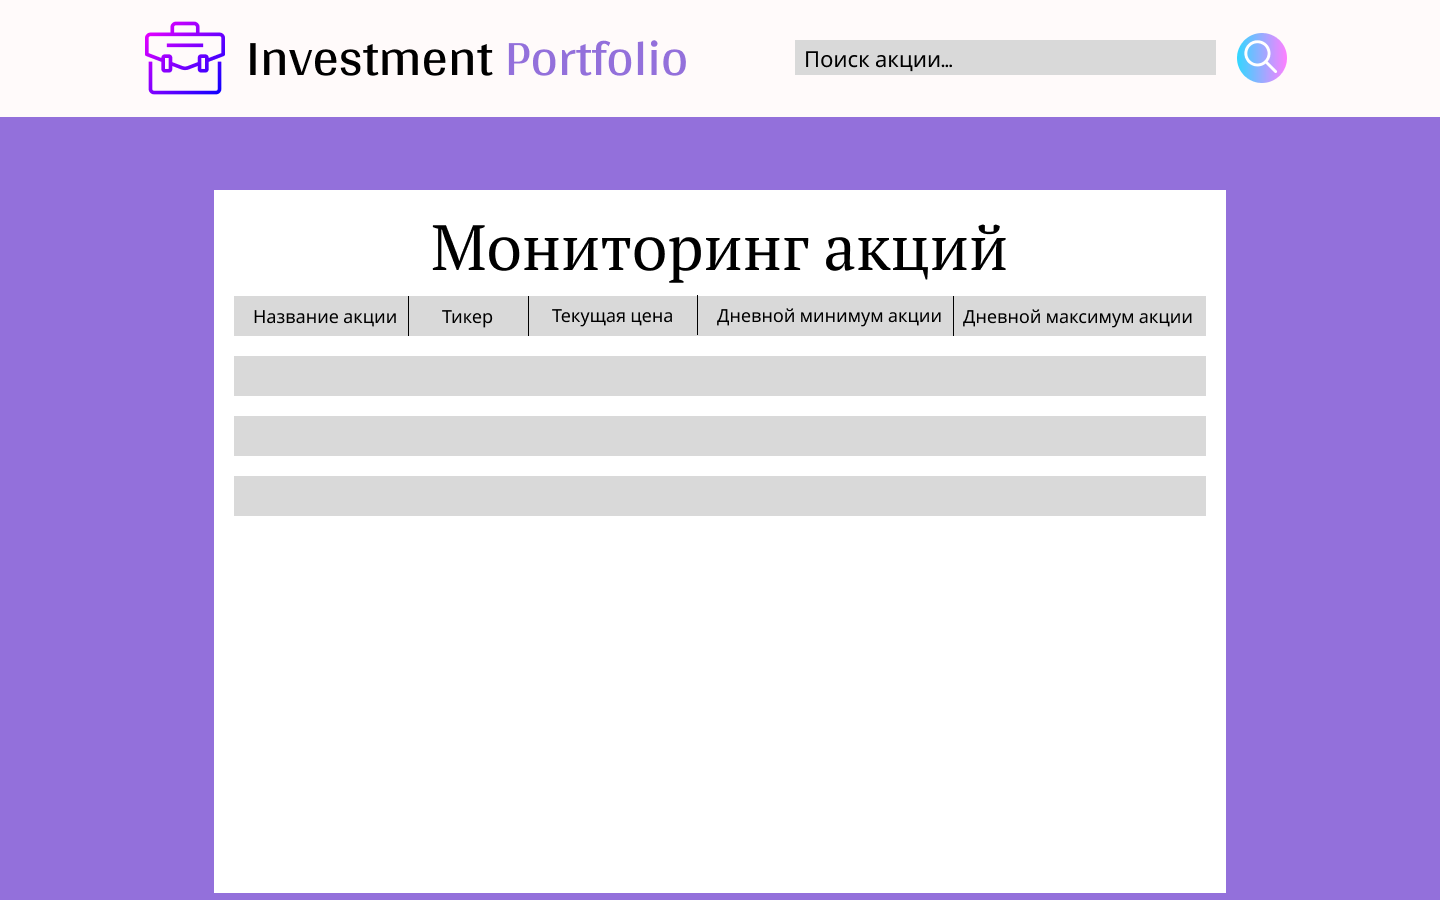 Investment Portfolio
Поиск акции...
Мониторинг акций
Название акции Тикер Текущая цена Дневной минимум акции Дневной максимум акции